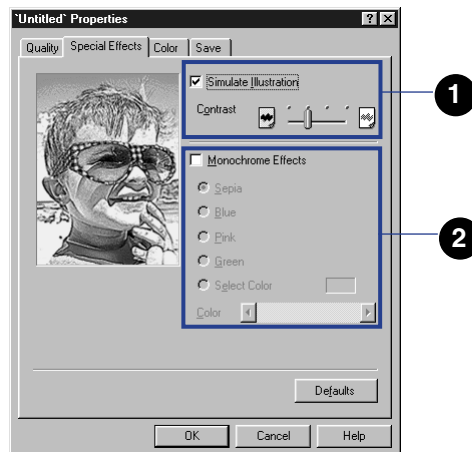 `Untitled' Properties
Quality Special Effects Color Save
Simulate Illustration
Contrast
1
Monochrome Effects
Sepia
Blue
Pink
Green
Select Color
Color
2
Defaults
OK Cancel Help